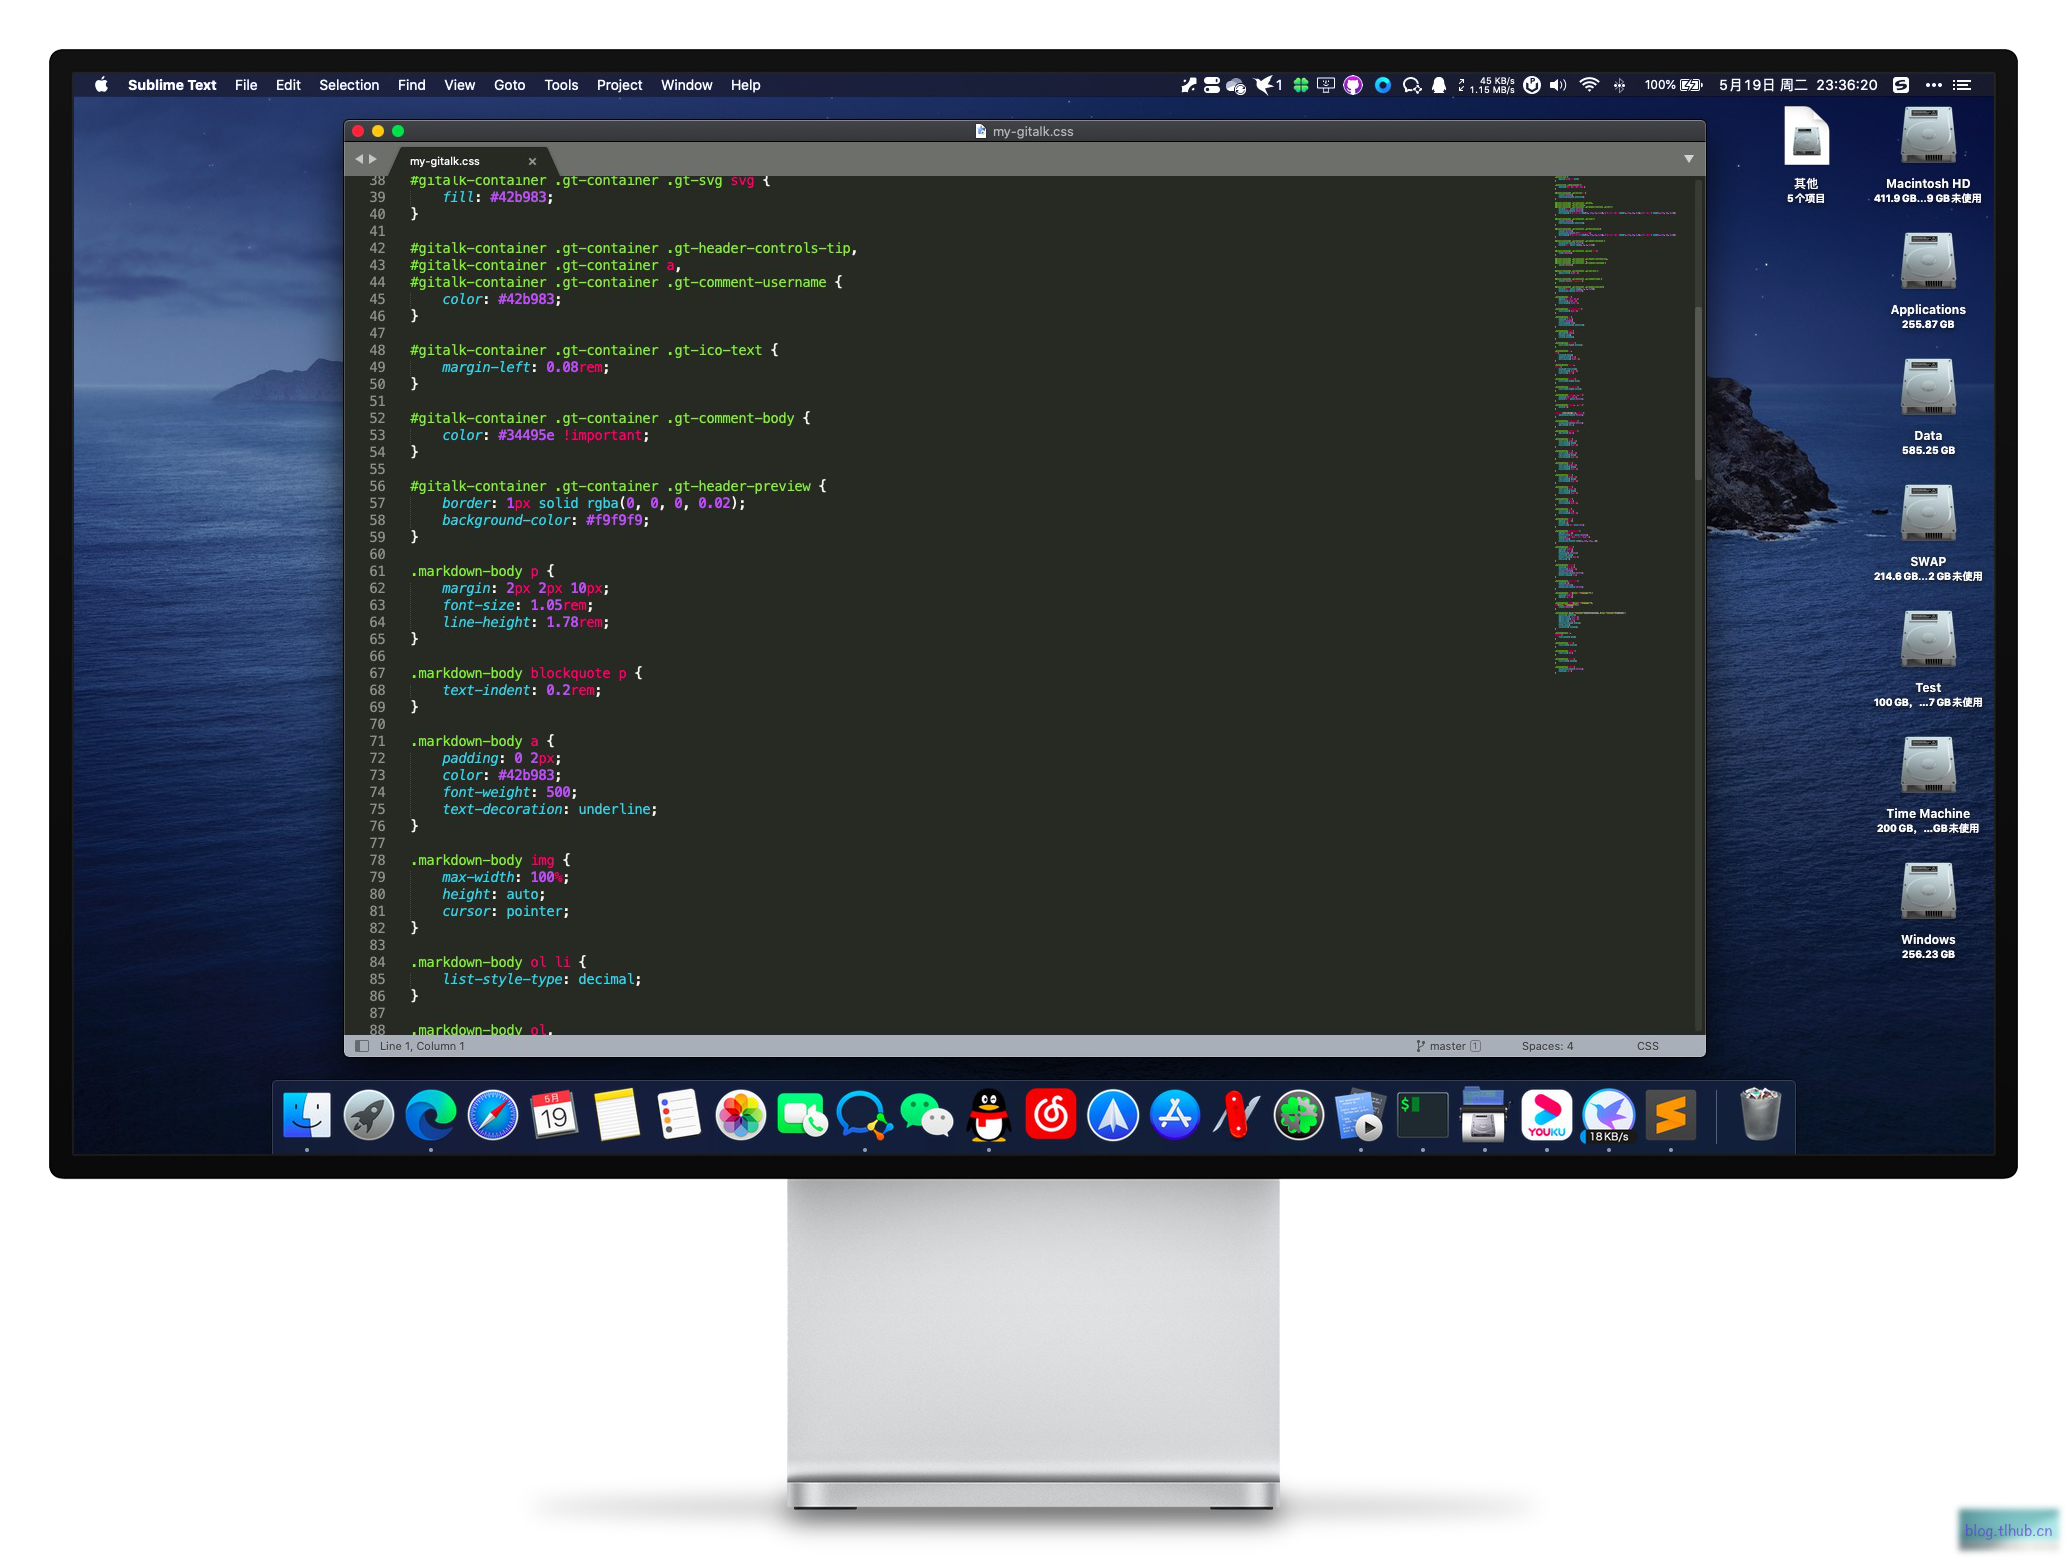 Sublime Text File Edit Selection Find View Goto Tools Project Window Help
1 45 KB/s 1.15 MB/s 100% 5月19日 周二 23:36:20
my-gitalk.css
my-gitalk.css
38 #gitalk-container .gt-container .gt-svg svg {
39 fill: #42b983;
40 }
41
42 #gitalk-container .gt-container .gt-header-controls-tip,
43 #gitalk-container .gt-container a,
44 #gitalk-container .gt-container .gt-comment-username {
45 color: #42b983;
46 }
47
48 #gitalk-container .gt-container .gt-ico-text {
49 margin-left: 0.08rem;
50 }
51
52 #gitalk-container .gt-container .gt-comment-body {
53 color: #34495e !important;
54 }
55
56 #gitalk-container .gt-container .gt-header-preview {
57 border: 1px solid rgba(0, 0, 0, 0.02);
58 background-color: #f9f9f9;
59 }
60
61 .markdown-body p {
62 margin: 2px 2px 10px;
63 font-size: 1.05rem;
64 line-height: 1.78rem;
65 }
66
67 .markdown-body blockquote p {
68 text-indent: 0.2rem;
69 }
70
71 .markdown-body a {
72 padding: 0 2px;
73 color: #42b983;
74 font-weight: 500;
75 text-decoration: underline;
76 }
77
78 .markdown-body img {
79 max-width: 100%;
80 height: auto;
81 cursor: pointer;
82 }
83
84 .markdown-body ol li {
85 list-style-type: decimal;
86 }
87
88 .markdown-body ol,
Line 1, Column 1 master 1 Spaces: 4 CSS
其他
5个项目
Macintosh HD
411.9 GB...9 GB未使用
Applications
255.87 GB
Data
585.25 GB
SWAP
214.6 GB...2 GB未使用
Test
100 GB，...7 GB未使用
Time Machine
200 GB，...GB未使用
Windows
256.23 GB
5月
19
$
YOUKU
18KB/s
blog.tlhub.cn